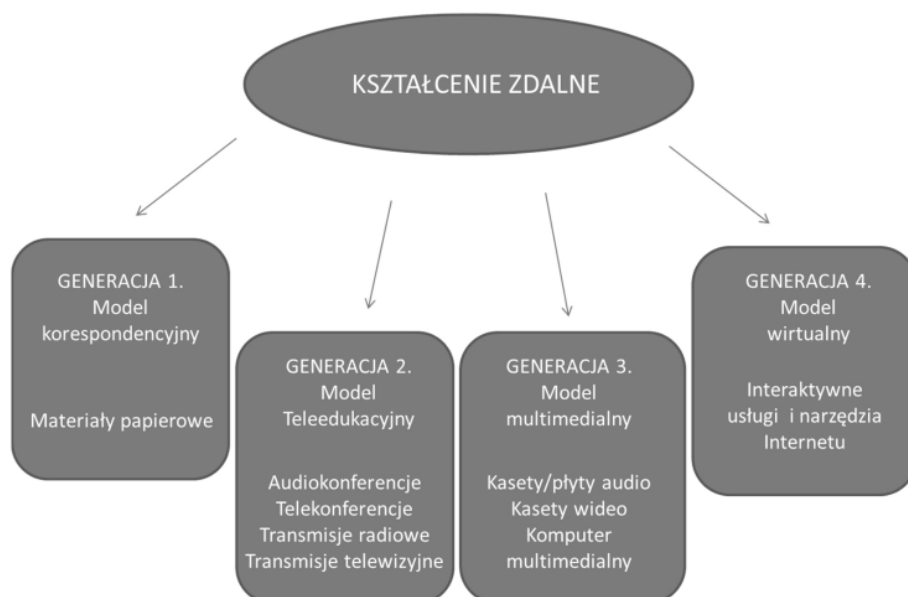 KSZTAŁCENIE ZDALNE
GENERACJA 1.
Model
korespondencyjny
Materiały papierowe
GENERACJA 2.
Model
Teleedukacyjny
Audiokonferencje
Telekonferencje
Transmisje radiowe
Transmisje telewizyjne
GENERACJA 3.
Model
multimedialny
Kasety/płyty audio
Kasety wideo
Komputer
multimedialny
GENERACJA 4.
Model
wirtualny
Interaktywne
usługi i narzędzia
Internetu